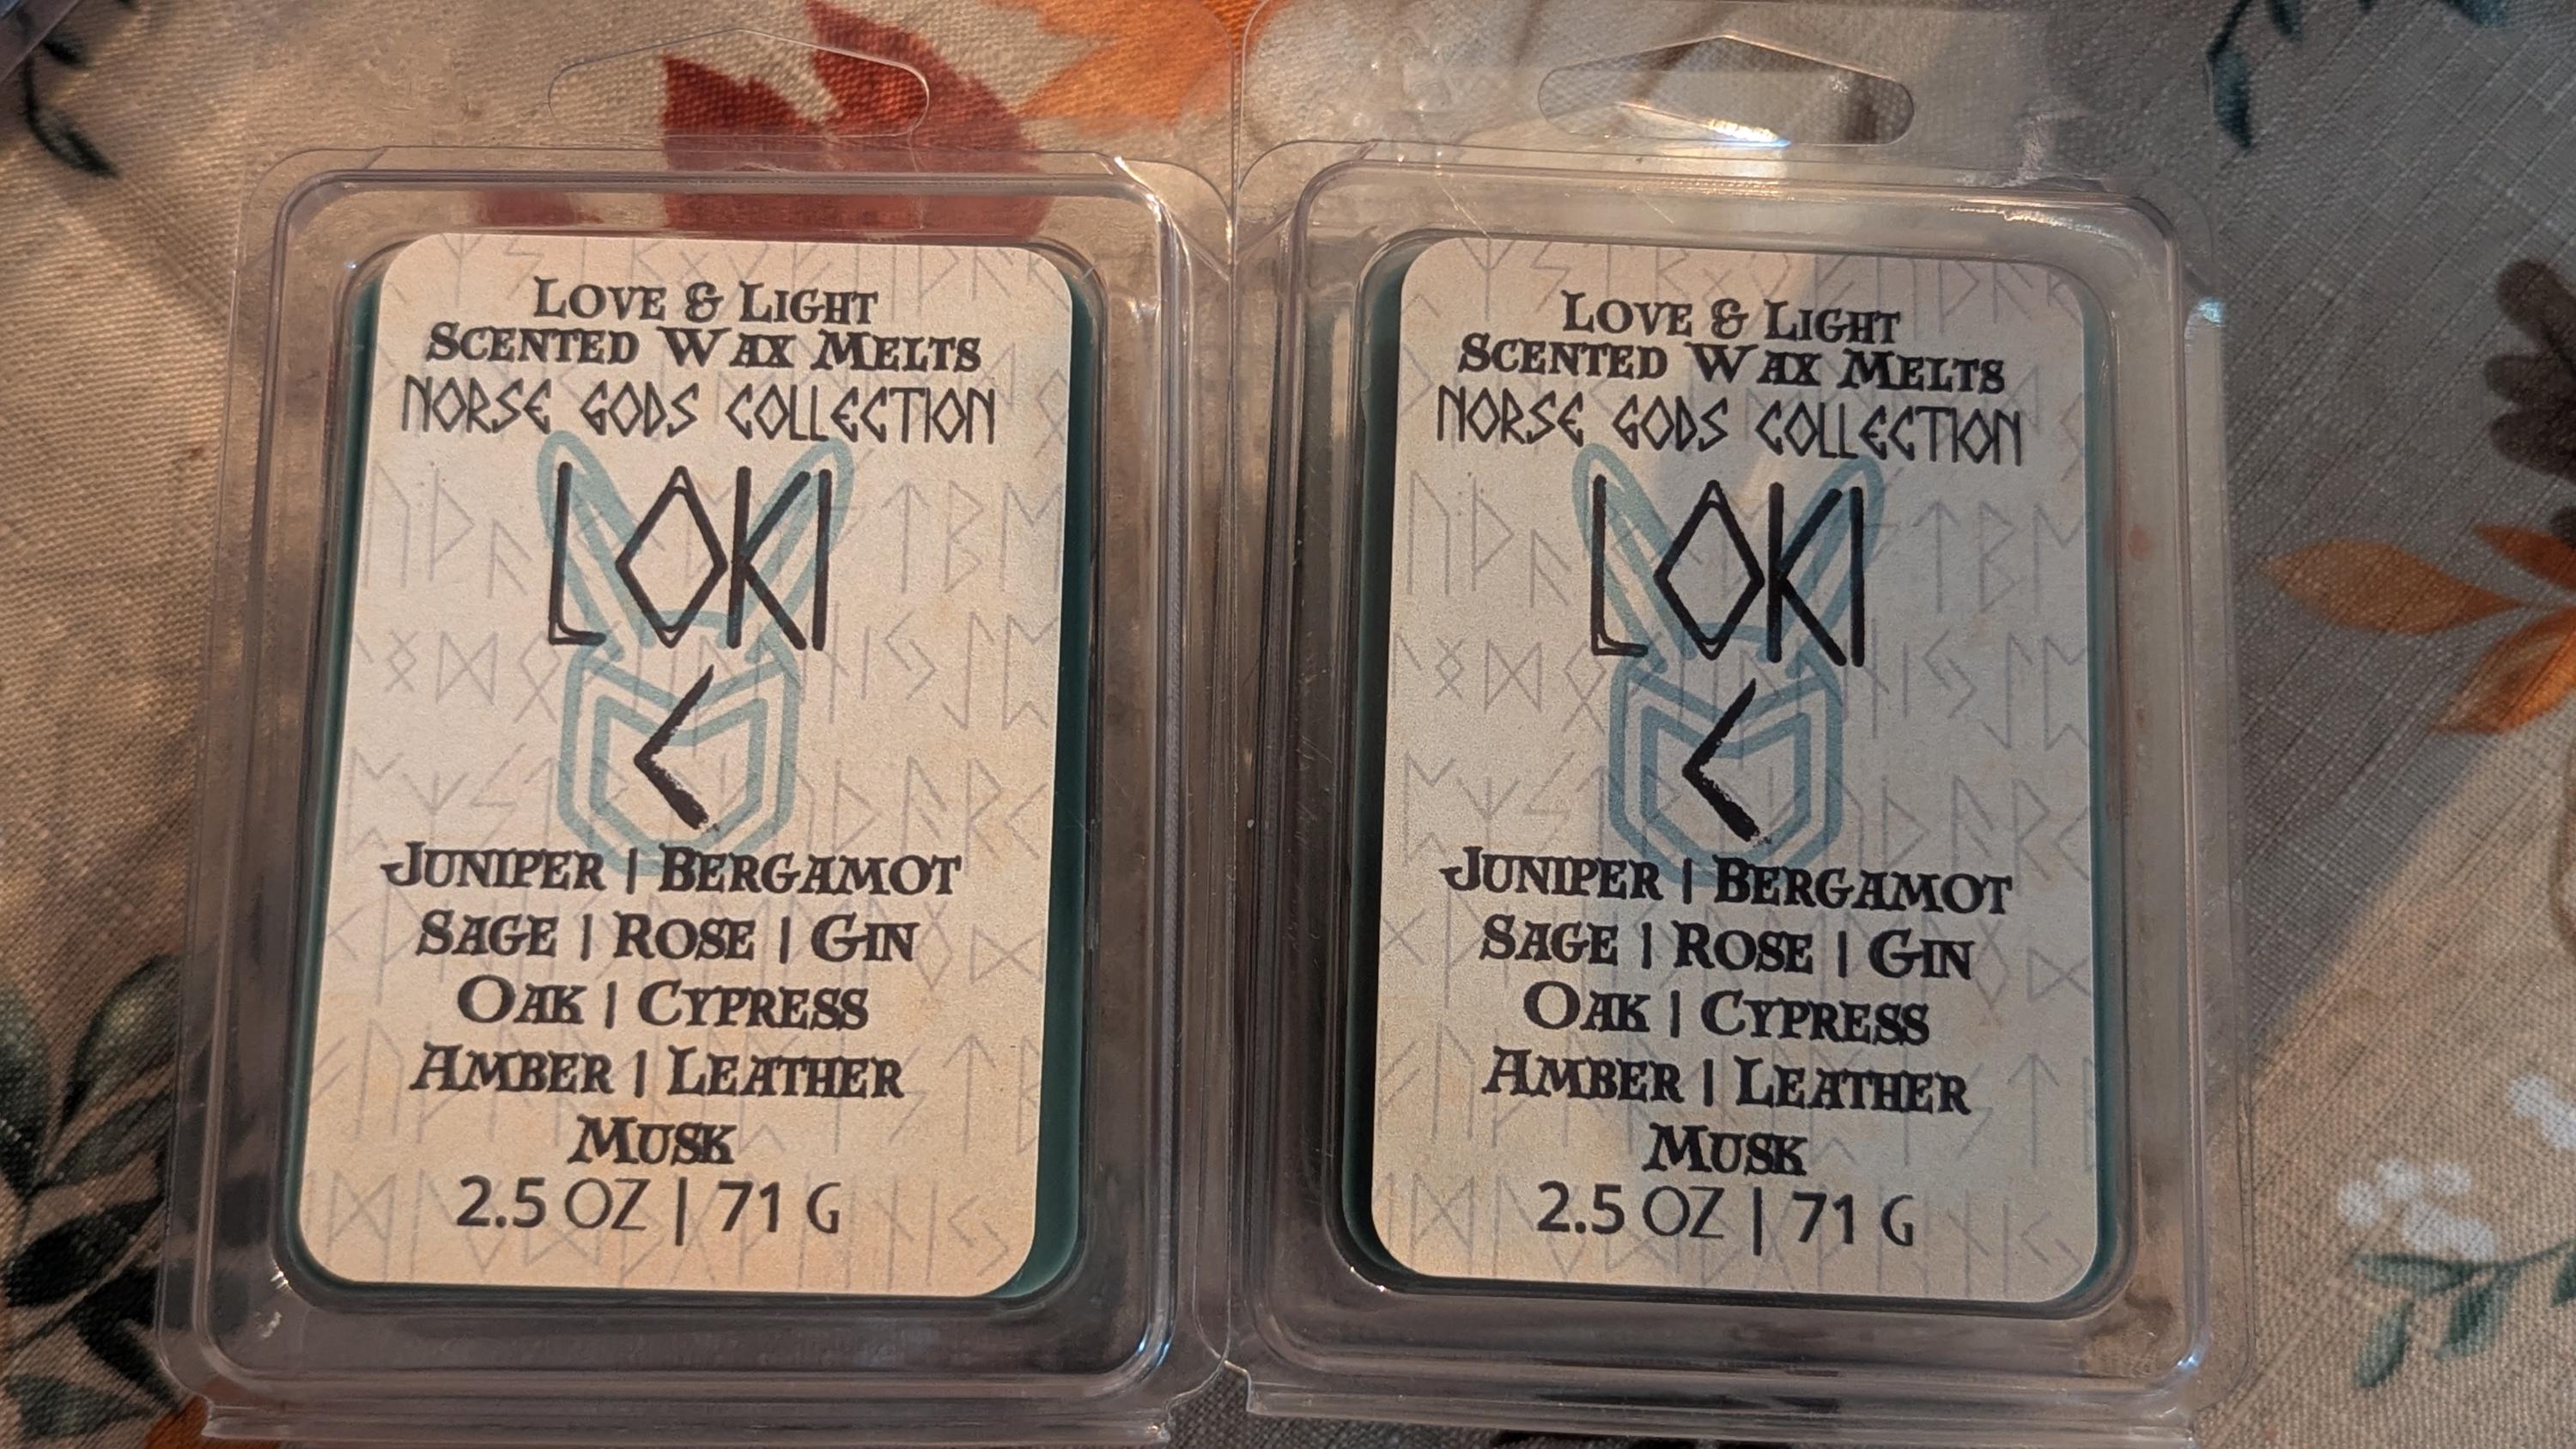 LOVE & LIGHT
SCENTED WAX MELTS
NORSE GODS COLLECTION
LOKI
ᚲ
JUNIPER | BERGAMOT
SAGE | ROSE | GIN
OAK | CYPRESS
AMBER | LEATHER
MUSK
2.5 OZ | 71 G
LOVE & LIGHT
SCENTED WAX MELTS
NORSE GODS COLLECTION
LOKI
ᚲ
JUNIPER | BERGAMOT
SAGE | ROSE | GIN
OAK | CYPRESS
AMBER | LEATHER
MUSK
2.5 OZ | 71 G